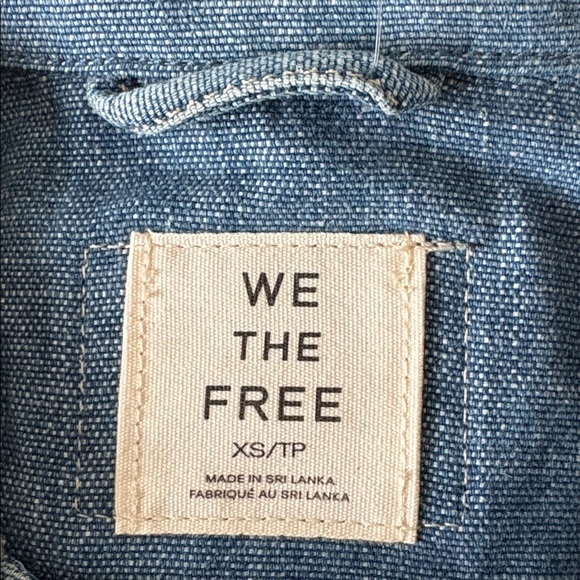 WE
THE
FREE
XS/TP
MADE IN SRI LANKA
FABRIQUÉ AU SRI LANKA